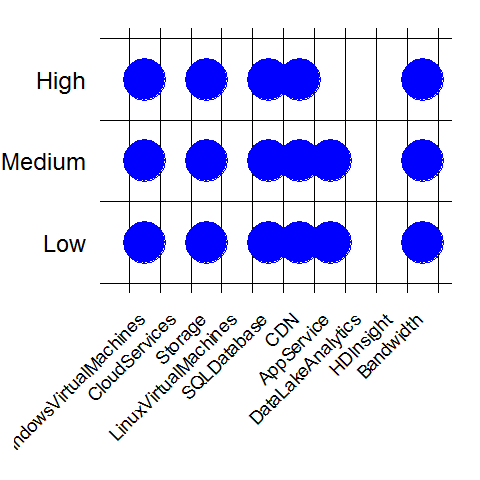 High
Medium
Low
ndowsVirtualMachines
CloudServices
Storage
LinuxVirtualMachines
SQLDatabase
CDN
AppService
DataLakeAnalytics
HDInsight
Bandwidth